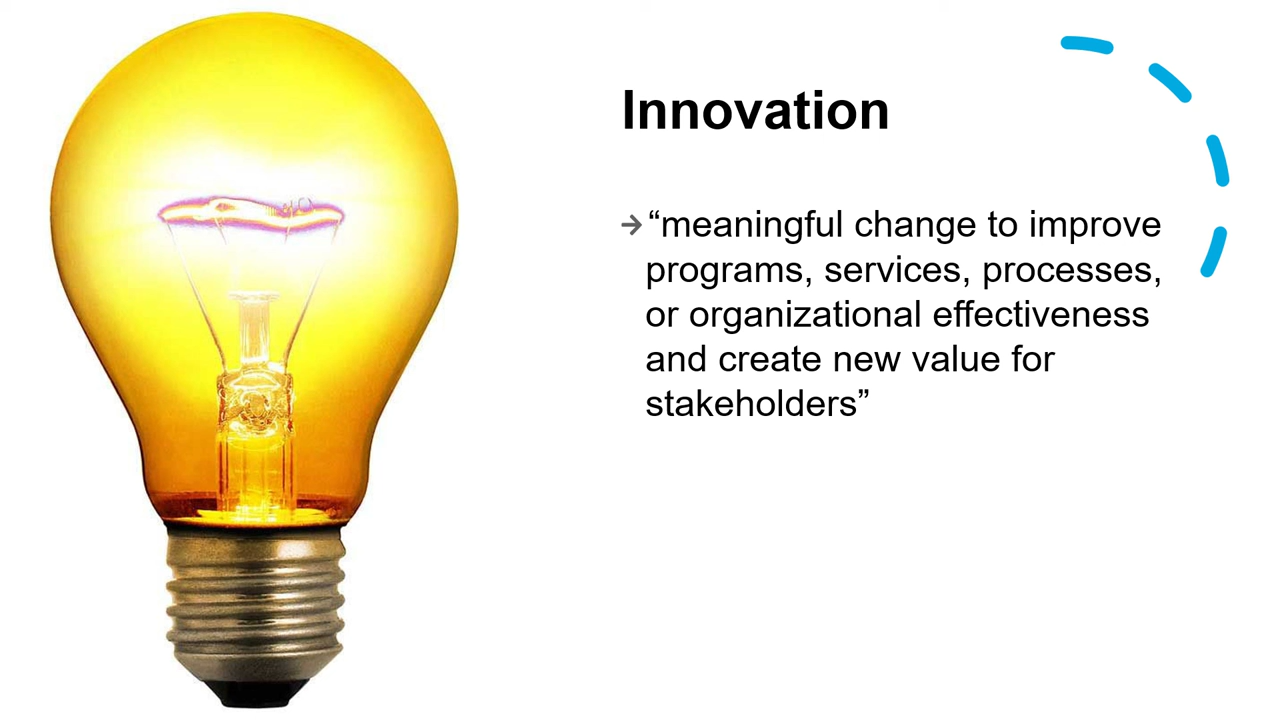 Innovation
“meaningful change to improve
programs, services, processes,
or organizational effectiveness
and create new value for
stakeholders”